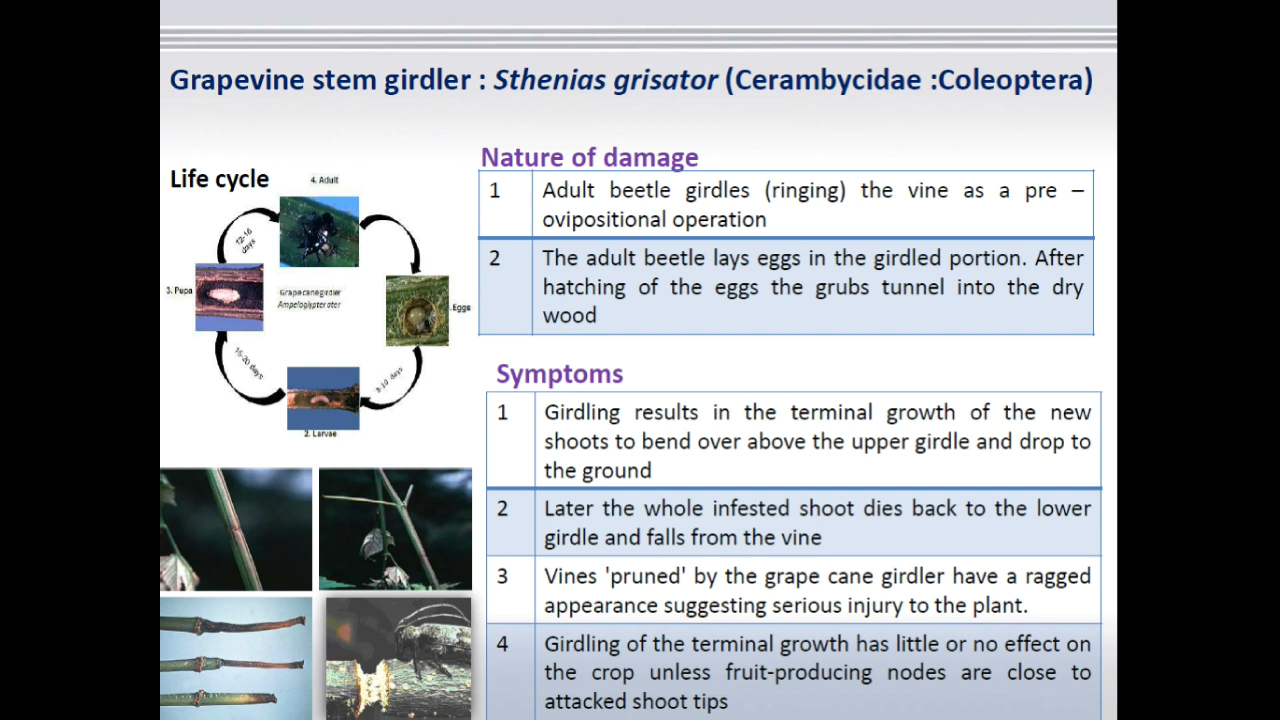 Grapevine stem girdler : Sthenias grisator (Cerambycidae :Coleoptera)
Life cycle
4. Adult
12-16
days
3. Pupa
Grape cane girdler
Ampeloglypter ater
Eggs
15-20 days
8-10 days
2. Larvae
Nature of damage
1 Adult beetle girdles (ringing) the vine as a pre –
ovipositional operation
2 The adult beetle lays eggs in the girdled portion. After
hatching of the eggs the grubs tunnel into the dry
wood
Symptoms
1 Girdling results in the terminal growth of the new
shoots to bend over above the upper girdle and drop to
the ground
2 Later the whole infested shoot dies back to the lower
girdle and falls from the vine
3 Vines 'pruned' by the grape cane girdler have a ragged
appearance suggesting serious injury to the plant.
4 Girdling of the terminal growth has little or no effect on
the crop unless fruit-producing nodes are close to
attacked shoot tips